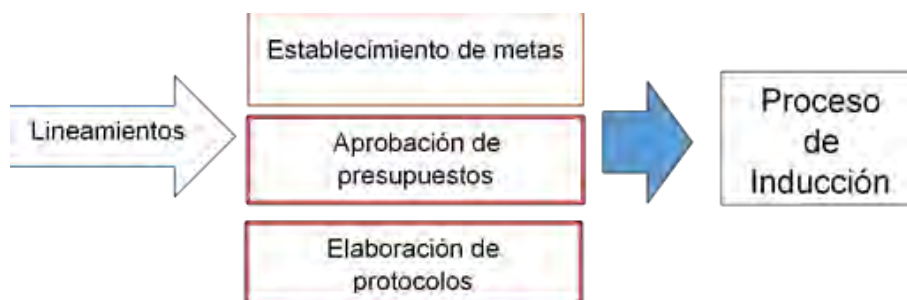 Establecimiento de metas
Lineamientos
Aprobación de
presupuestos
Elaboración de
protocolos
Proceso
de
Inducción